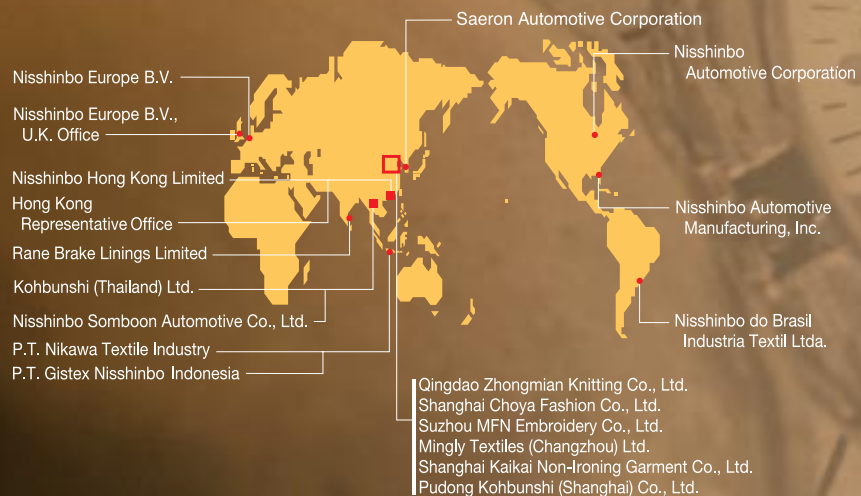 Saeron Automotive Corporation
Nisshinbo
Automotive Corporation
Nisshinbo Europe B.V.
Nisshinbo Europe B.V.,
U.K. Office
Nisshinbo Hong Kong Limited
Hong Kong
Representative Office
Rane Brake Linings Limited
Kohbunshi (Thailand) Ltd.
Nisshinbo Somboon Automotive Co., Ltd.
P.T. Nikawa Textile Industry
P.T. Gistex Nisshinbo Indonesia
Nisshinbo Automotive
Manufacturing, Inc.
Nisshinbo do Brasil
Industria Textil Ltda.
Qingdao Zhongmian Knitting Co., Ltd.
Shanghai Choya Fashion Co., Ltd.
Suzhou MFN Embroidery Co., Ltd.
Mingly Textiles (Changzhou) Ltd.
Shanghai Kaikai Non-Ironing Garment Co., Ltd.
Pudong Kohbunshi (Shanghai) Co., Ltd.